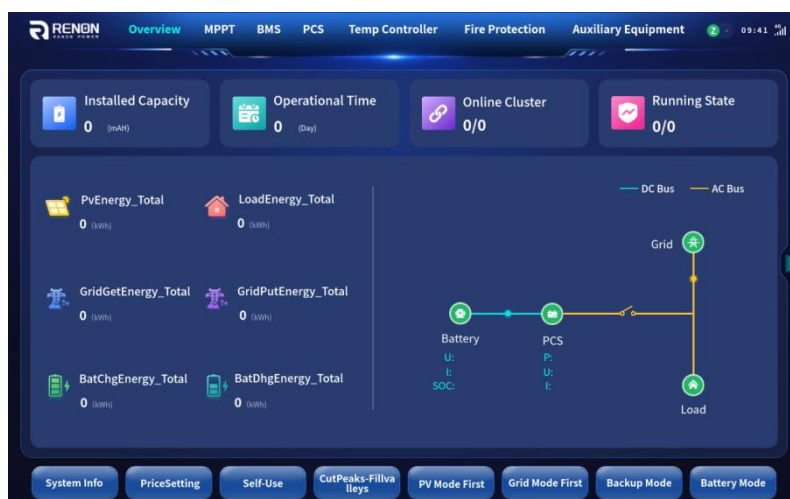 RENON
RENON POWER
Overview MPPT BMS PCS Temp Controller Fire Protection Auxiliary Equipment Z 09:41 4G
Installed Capacity
0 (mAH)
Operational Time
0 (Day)
Online Cluster
0/0
Running State
0/0
PvEnergy_Total
0 (kWh)
LoadEnergy_Total
0 (kWh)
GridGetEnergy_Total
0 (kWh)
GridPutEnergy_Total
0 (kWh)
BatChgEnergy_Total
0 (kWh)
BatDhgEnergy_Total
0 (kWh)
DC Bus AC Bus
Grid
Battery
U:
I:
SOC:
PCS
P:
U:
I:
Load
System Info
PriceSetting
Self-Use
CutPeaks-Fillva
lleys
PV Mode First
Grid Mode First
Backup Mode
Battery Mode